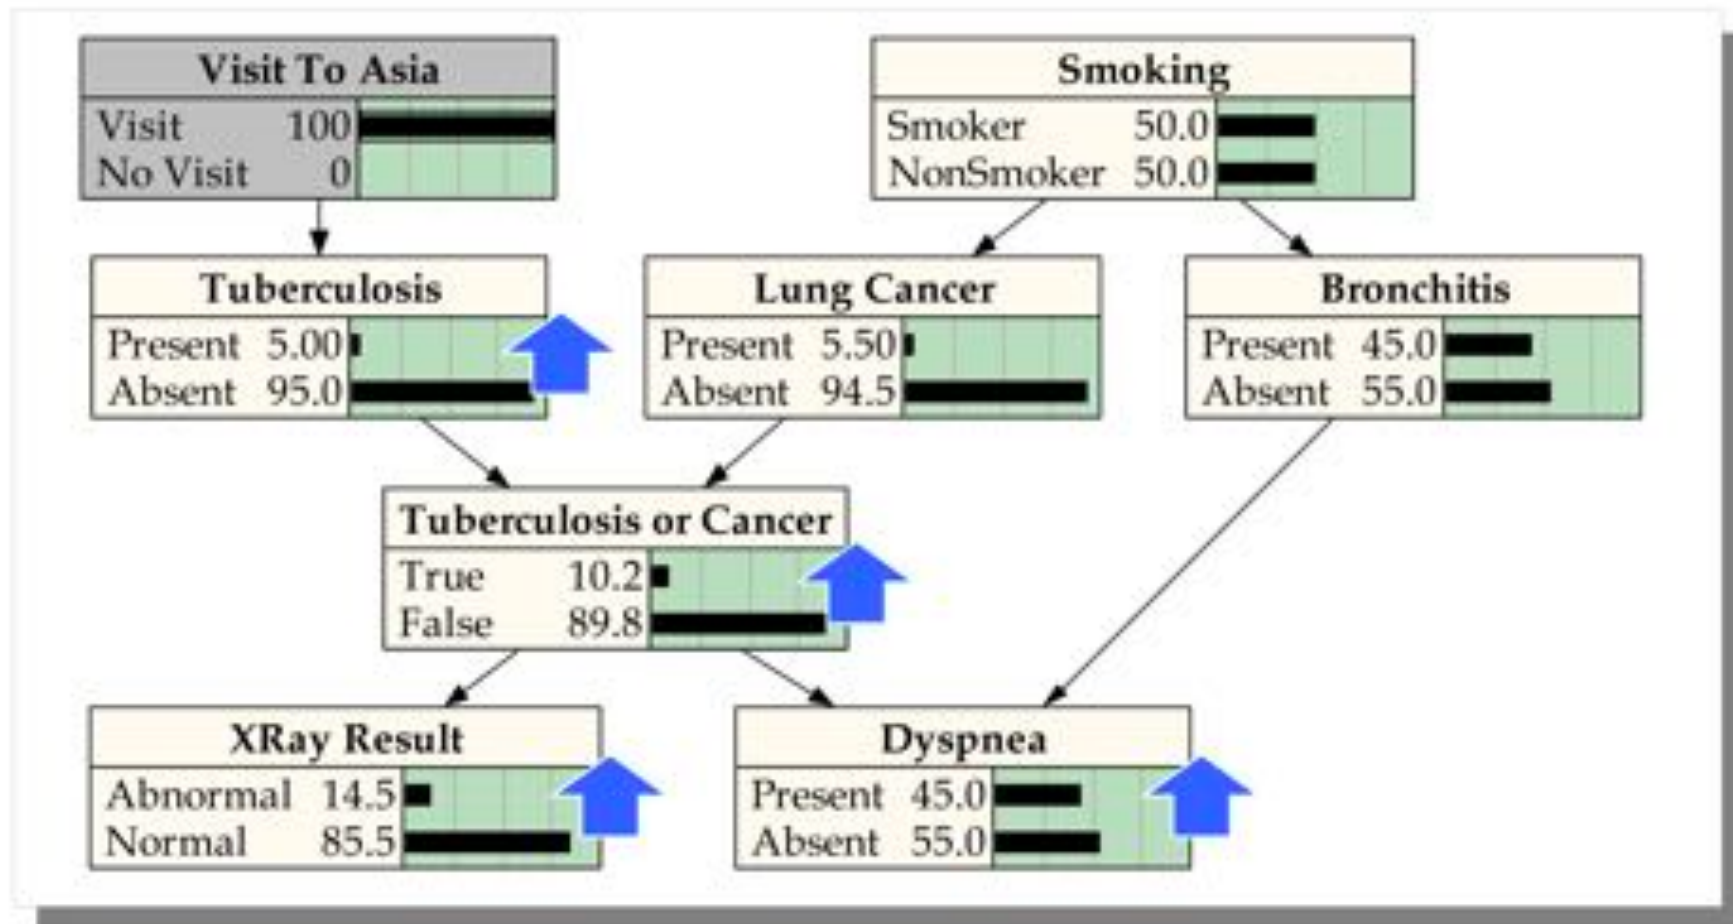 Visit To Asia
Visit 100
No Visit 0
Smoking
Smoker 50.0
NonSmoker 50.0
Tuberculosis
Present 5.00
Absent 95.0
Lung Cancer
Present 5.50
Absent 94.5
Bronchitis
Present 45.0
Absent 55.0
Tuberculosis or Cancer
True 10.2
False 89.8
XRay Result
Abnormal 14.5
Normal 85.5
Dyspnea
Present 45.0
Absent 55.0